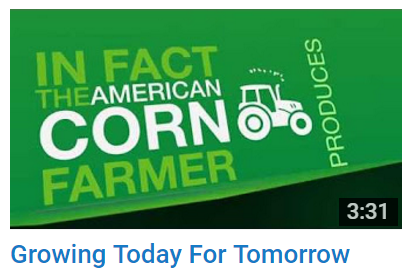 IN FACT
THE AMERICAN
CORN
FARMER
PRODUCES
3:31
Growing Today For Tomorrow